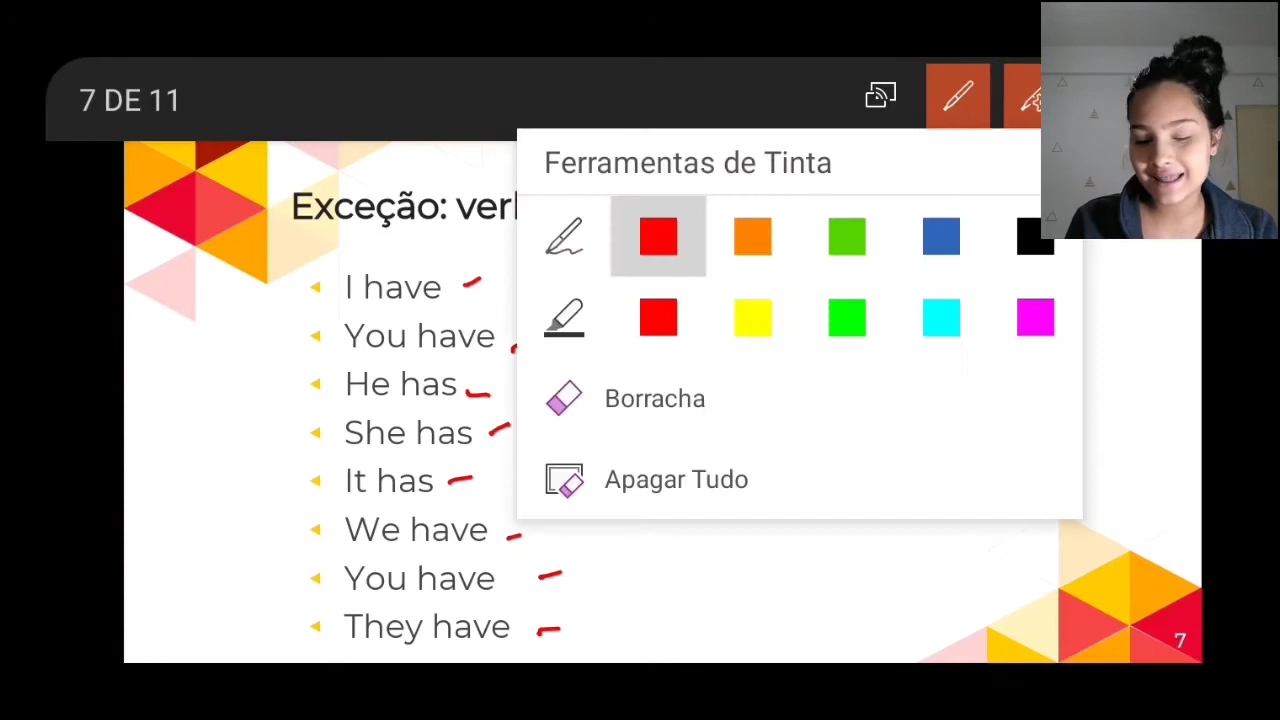 7 DE 11
Ferramentas de Tinta
Exceção:
I have
You have
He has
Borracha
She has
It has
Apagar Tudo
We have
You have
They have
7